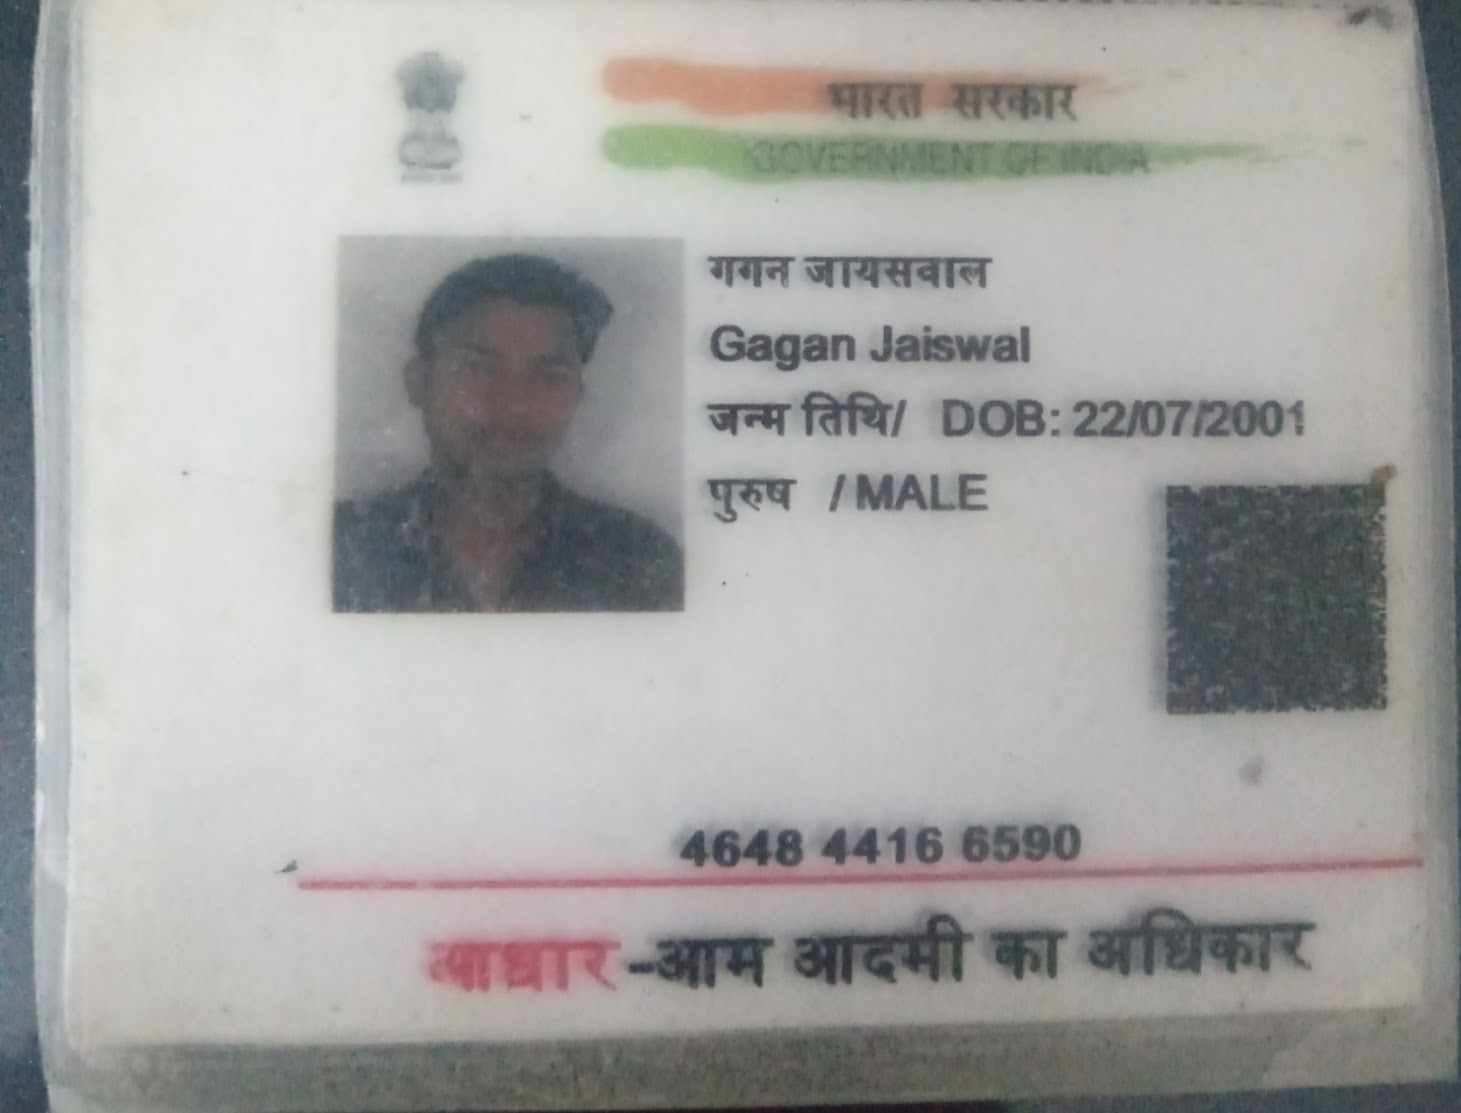 भारत सरकार
GOVERNMENT OF INDIA
गगन जायसवाल
Gagan Jaiswal
जन्म तिथि/ DOB: 22/07/2001
पुरुष / MALE
4648 4416 6590
आधार-आम आदमी का अधिकार